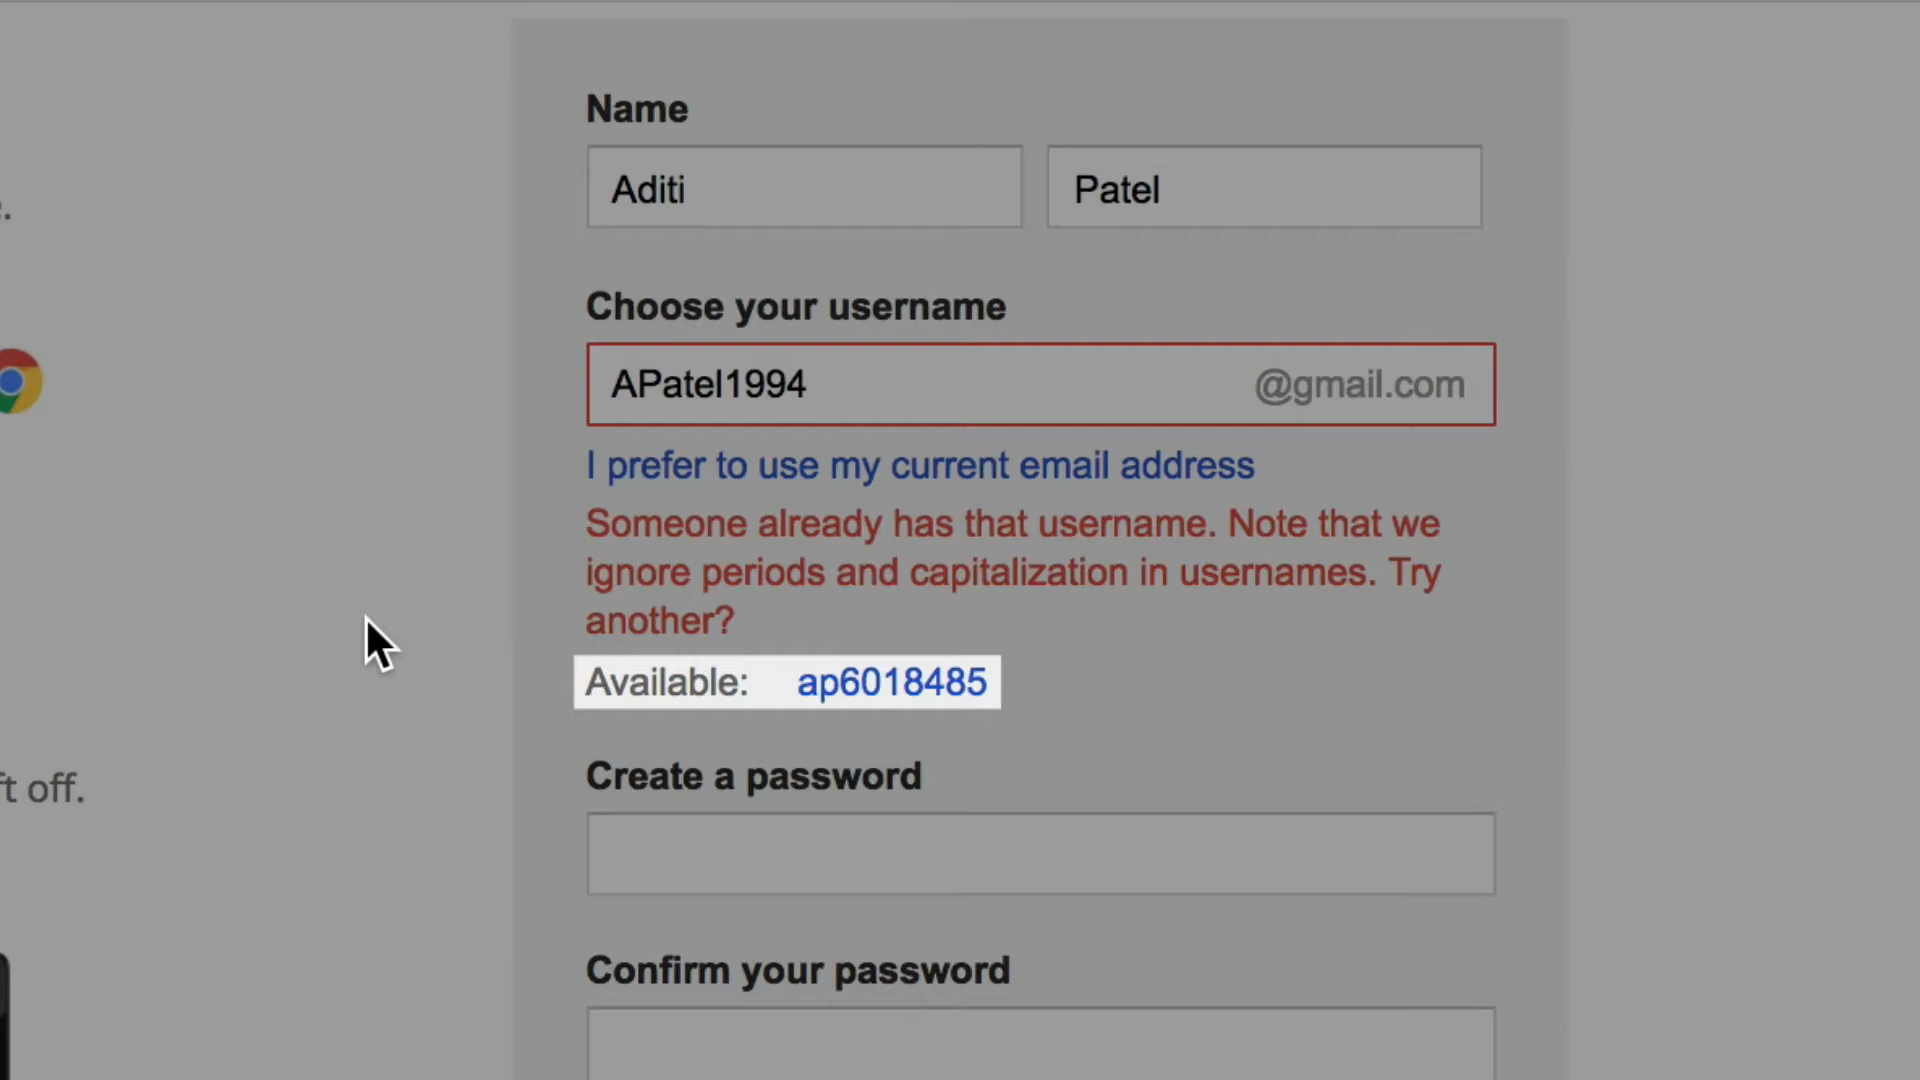 Name
Aditi Patel
e.
Choose your username
APatel1994 @gmail.com
I prefer to use my current email address
Someone already has that username. Note that we
ignore periods and capitalization in usernames. Try
another?
Available: ap6018485
Create a password
ft off.
Confirm your password